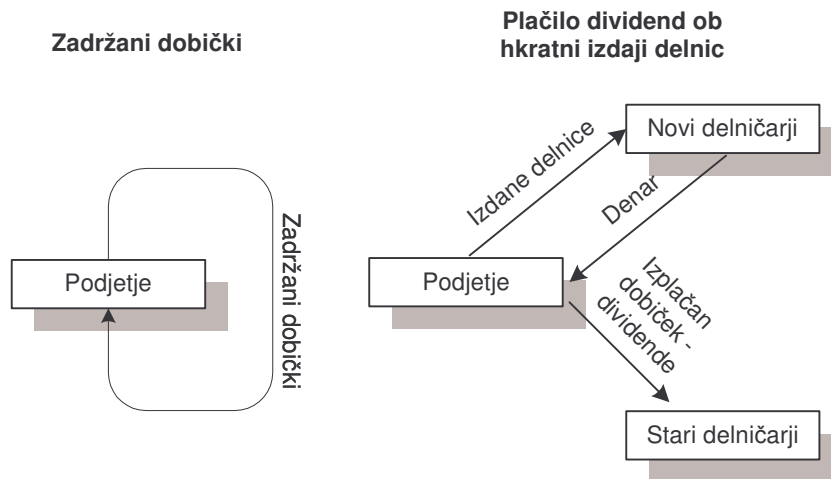 Zadržani dobički
Podjetje
Zadržani dobički
Plačilo dividend ob
hkratni izdaji delnic
Novi delničarji
Izdane delnice
Denar
Podjetje
Izplačan
dobiček -
dividende
Stari delničarji